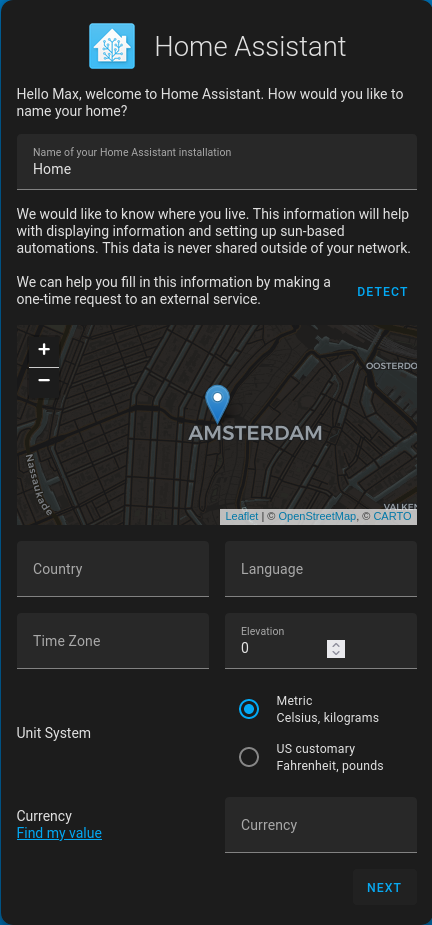 Home Assistant
Hello Max, welcome to Home Assistant. How would you like to
name your home?
Name of your Home Assistant installation
Home
We would like to know where you live. This information will help
with displaying information and setting up sun-based
automations. This data is never shared outside of your network.
We can help you fill in this information by making a
one-time request to an external service.
DETECT
+
−
OOSTERDO
AMSTERDAM
Nassaukade
VALKEN
Leaflet | © OpenStreetMap, © CARTO
Country
Language
Time Zone
Elevation
0
Unit System
Metric
Celsius, kilograms
US customary
Fahrenheit, pounds
Currency
Find my value
Currency
NEXT